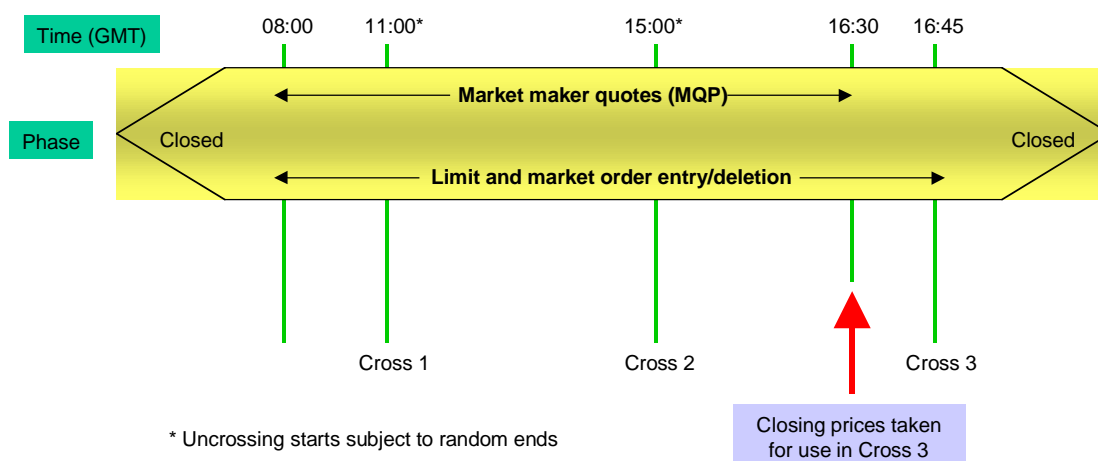 Time (GMT)
08:00
11:00*
15:00*
16:30
16:45
Market maker quotes (MQP)
Phase
Closed
Closed
Limit and market order entry/deletion
Cross 1
Cross 2
Cross 3
* Uncrossing starts subject to random ends
Closing prices taken
for use in Cross 3